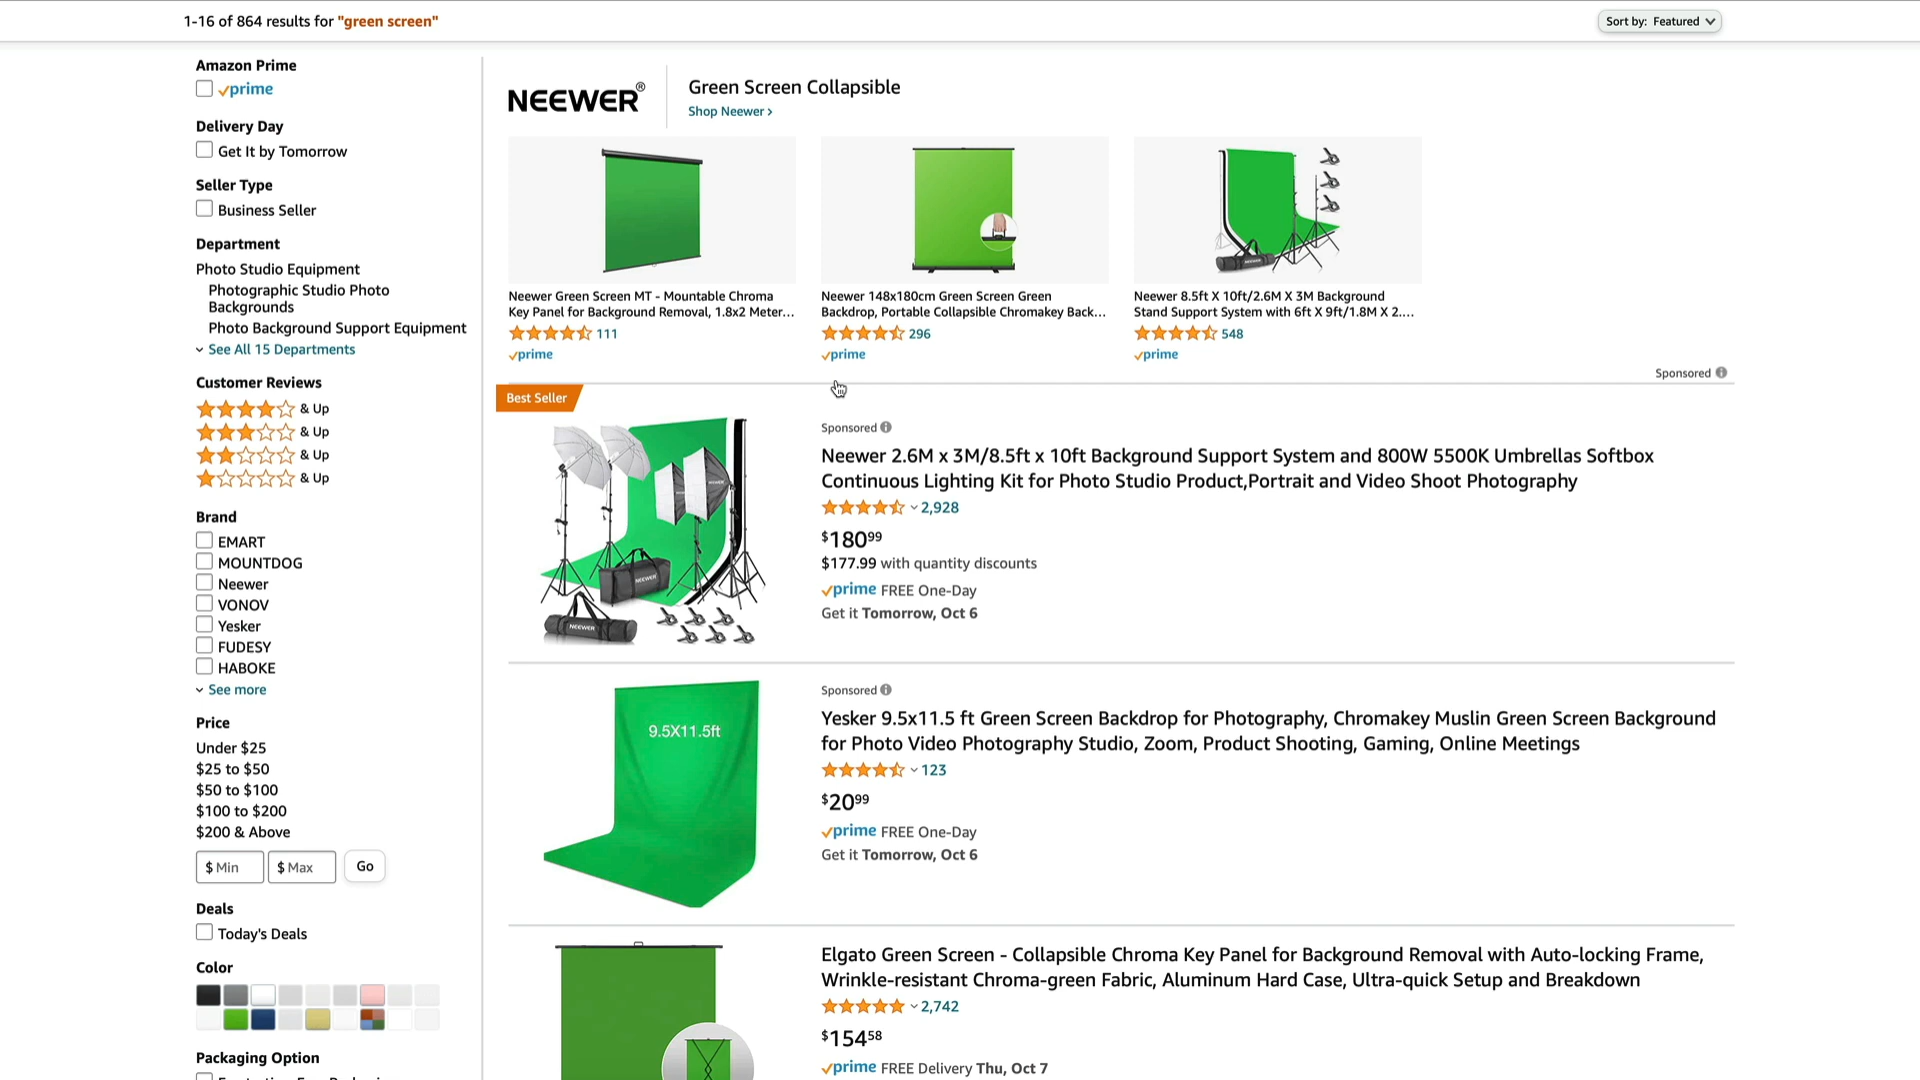 1-16 of 864 results for "green screen"
Sort by: Featured
Amazon Prime
prime
Delivery Day
Get It by Tomorrow
Seller Type
Business Seller
Department
Photo Studio Equipment
Photographic Studio Photo
Backgrounds
Photo Background Support Equipment
See All 15 Departments
Customer Reviews
& Up
& Up
& Up
& Up
Brand
EMART
MOUNTDOG
Neewer
VONOV
Yesker
FUDESY
HABOKE
See more
Price
Under $25
$25 to $50
$50 to $100
$100 to $200
$200 & Above
$ Min
$ Max
Go
Deals
Today's Deals
Color
Packaging Option
NEEWER®
Green Screen Collapsible
Shop Neewer ›
Neewer Green Screen MT - Mountable Chroma
Key Panel for Background Removal, 1.8x2 Meter...
111
prime
Neewer 148x180cm Green Screen Green
Backdrop, Portable Collapsible Chromakey Back...
296
prime
Neewer 8.5ft X 10ft/2.6M X 3M Background
Stand Support System with 6ft X 9ft/1.8M X 2....
548
prime
Sponsored
Best Seller
NEEWER
NEEWER
Sponsored
Neewer 2.6M x 3M/8.5ft x 10ft Background Support System and 800W 5500K Umbrellas Softbox
Continuous Lighting Kit for Photo Studio Product,Portrait and Video Shoot Photography
2,928
$180.99
$177.99 with quantity discounts
prime FREE One-Day
Get it Tomorrow, Oct 6
9.5X11.5ft
Sponsored
Yesker 9.5x11.5 ft Green Screen Backdrop for Photography, Chromakey Muslin Green Screen Background
for Photo Video Photography Studio, Zoom, Product Shooting, Gaming, Online Meetings
123
$20.99
prime FREE One-Day
Get it Tomorrow, Oct 6
Elgato Green Screen - Collapsible Chroma Key Panel for Background Removal with Auto-locking Frame,
Wrinkle-resistant Chroma-green Fabric, Aluminum Hard Case, Ultra-quick Setup and Breakdown
2,742
$154.58
prime FREE Delivery Thu, Oct 7